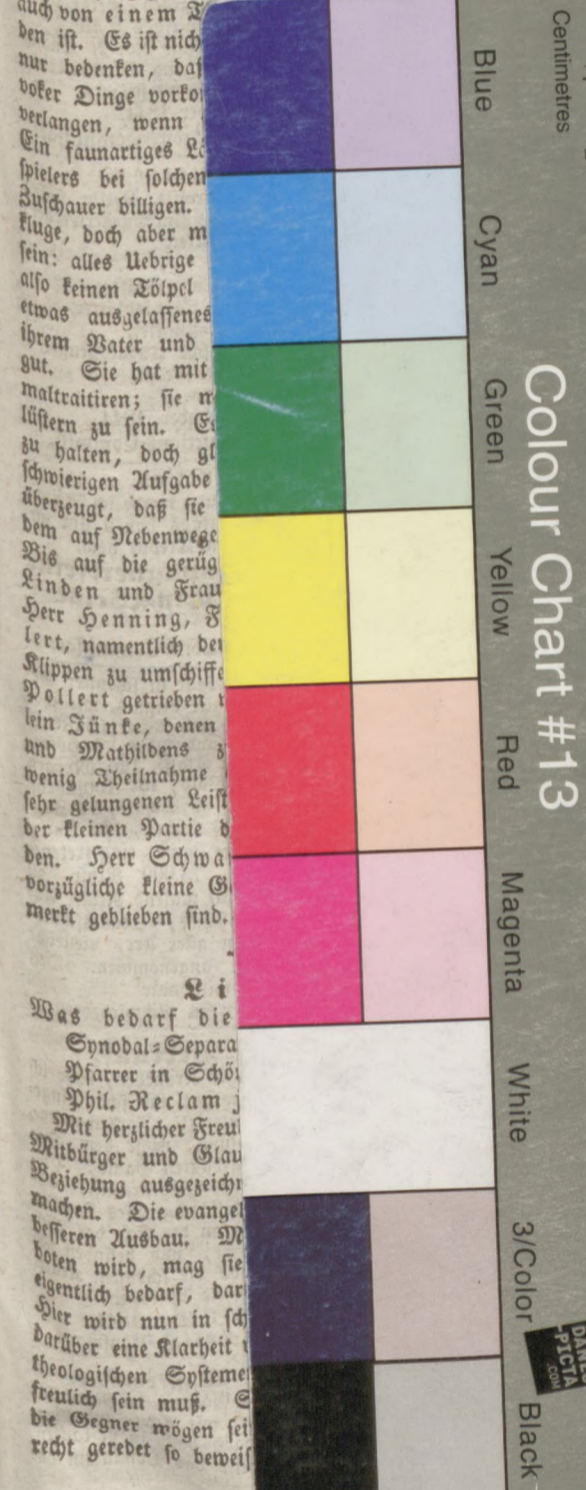 auch von einem T
den ist. Es ist nich
nur bedenken, daß
voker Dinge vorko
verlangen, wenn
Ein faunartiges Lä
spielers bei solchen
Zuschauer billigen.
kluge, doch aber m
sein: alles Uebrige
also keinen Tölpel
etwas ausgelassenes
ihrem Vater und
gut. Sie hat mit
maltraitiren; sie m
lüstern zu sein. Es
zu halten, doch gl
schwierigen Aufgabe
überzeugt, daß sie
dem auf Nebenwege
Bis auf die gerüg
Linden und Frau
Herr Henning, F
lert, namentlich der
Klippen zu umschiffe
Pollert getrieben
lein Jünke, denen
und Mathildens z
wenig Theilnahme
sehr gelungenen Leist
der kleinen Partie d
den. Herr Schwa
vorzügliche kleine G
merkt geblieben sind.
Li
Was bedarf die
Synodal=Separa
Pfarrer in Schö
Phil. Reclam j
Mit herzlicher Freu
Mitbürger und Glau
Beziehung ausgezeich
machen. Die evangel
besseren Ausbau. M
boten wird, mag sie
eigentlich bedarf, dar
Hier wird nun in sch
darüber eine Klarheit
theologischen Systeme
freulich sein muß. S
die Gegner mögen sei
recht geredet so beweis
Centimetres
Colour Chart #13
Blue
Cyan
Green
Yellow
Red
Magenta
White
3/Color
Black
DANES
-PICTA
.COM